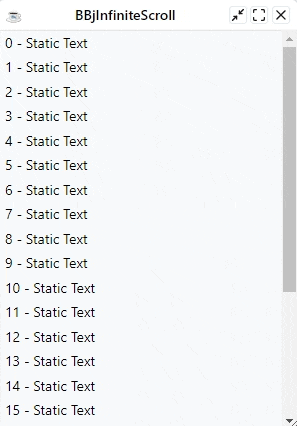 BBjInfiniteScroll
0 - Static Text
1 - Static Text
2 - Static Text
3 - Static Text
4 - Static Text
5 - Static Text
6 - Static Text
7 - Static Text
8 - Static Text
9 - Static Text
10 - Static Text
11 - Static Text
12 - Static Text
13 - Static Text
14 - Static Text
15 - Static Text